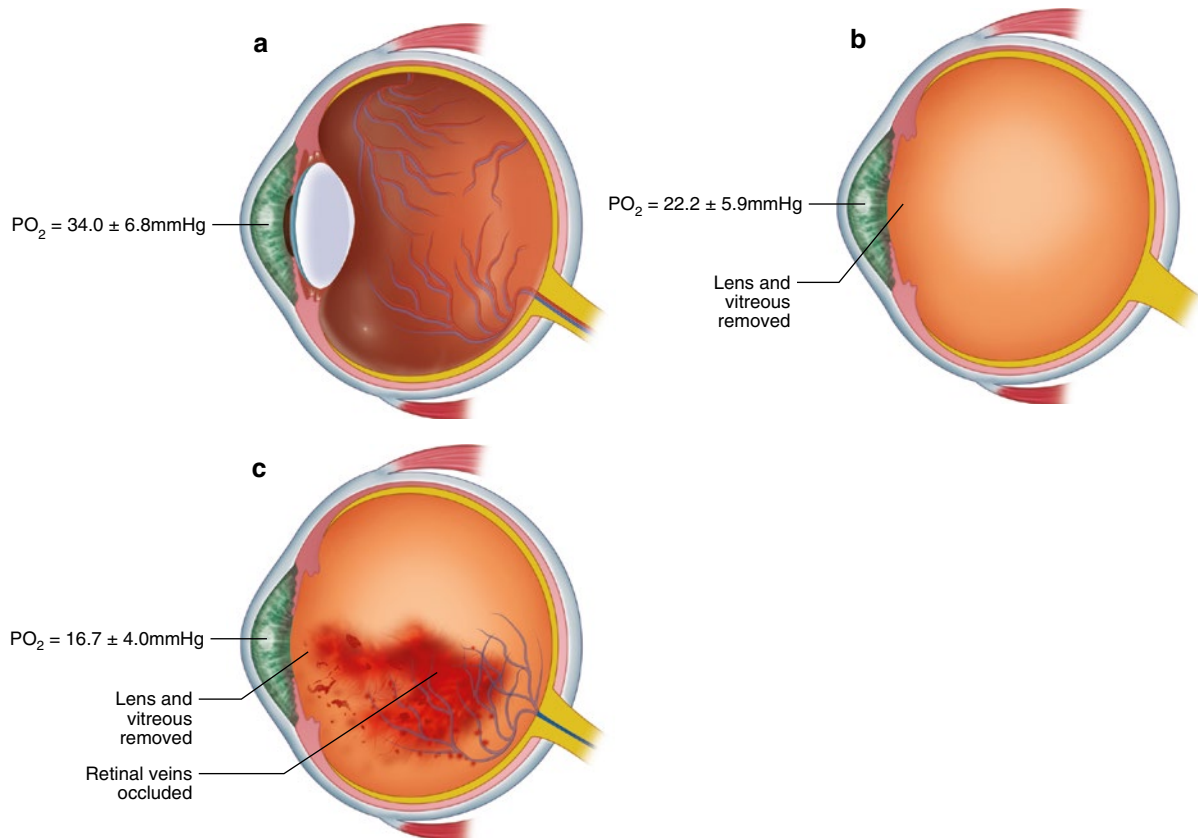 a
PO₂ = 34.0 ± 6.8mmHg
b
PO₂ = 22.2 ± 5.9mmHg
Lens and
vitreous
removed
c
PO₂ = 16.7 ± 4.0mmHg
Lens and
vitreous
removed
Retinal veins
occluded